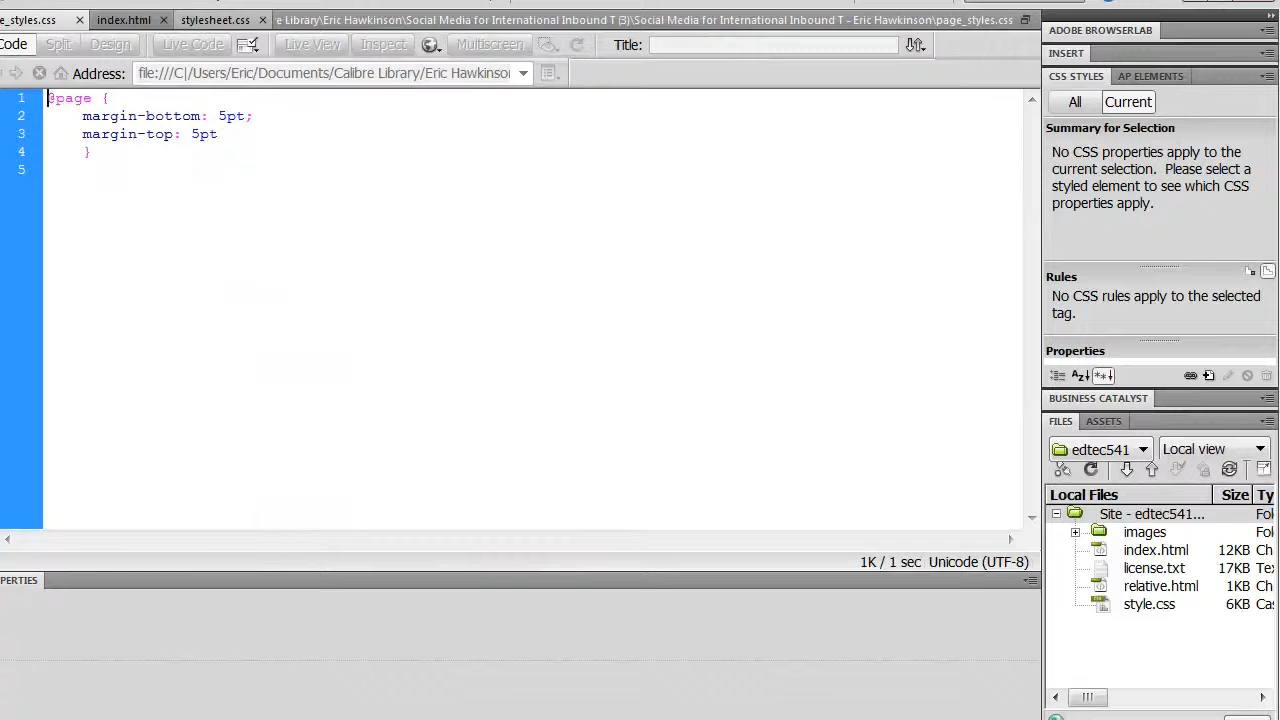 _styles.css
index.html
stylesheet.css
e Library\Eric Hawkinson\Social Media for International Inbound T (3)\Social Media for International Inbound T - Eric Hawkinson\page_styles.css
Code
Split
Design
Live Code
Live View
Inspect
Multiscreen
Title:
Address:
file:///C|/Users/Eric/Documents/Calibre Library/Eric Hawkinso
1 @page {
2 margin-bottom: 5pt;
3 margin-top: 5pt
4 }
5
1K / 1 sec Unicode (UTF-8)
PERTIES
ADOBE BROWSERLAB
INSERT
CSS STYLES
AP ELEMENTS
All
Current
Summary for Selection
No CSS properties apply to the
current selection. Please select a
styled element to see which CSS
properties apply.
Rules
No CSS rules apply to the selected
tag.
Properties
BUSINESS CATALYST
FILES
ASSETS
edtec541
Local view
Local Files Size Ty
Site - edtec541... Fol
images Fol
index.html 12KB Ch
license.txt 17KB Te
relative.html 1KB Ch
style.css 6KB Ca